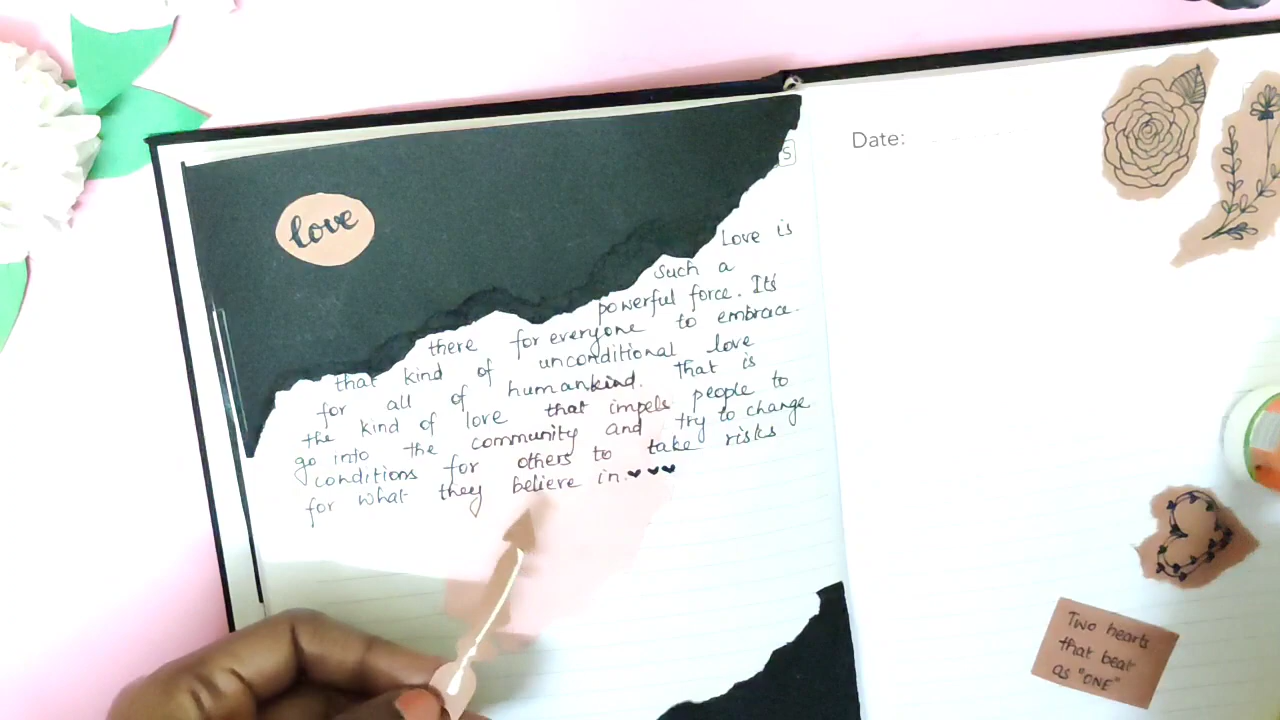 love
S
Love is
such a
powerful force. Its
there for everyone to embrace.
that kind of unconditional love
for all of humankind. That is
the kind of love that impels people to
go into the community and try to change
conditions for others to take risks
for what they believe in.♥♥♥
Date:
Two hearts
that beat
as "ONE"